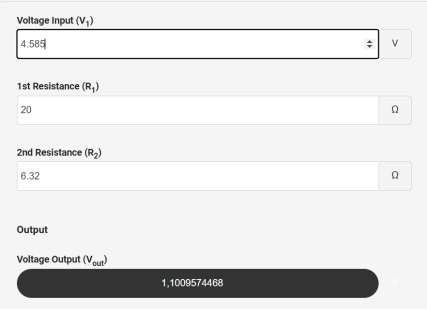 Voltage Input (V1)
4.585 V
1st Resistance (R1)
20 Ω
2nd Resistance (R2)
6.32 Ω
Output
Voltage Output (Vout)
1,1009574468 V